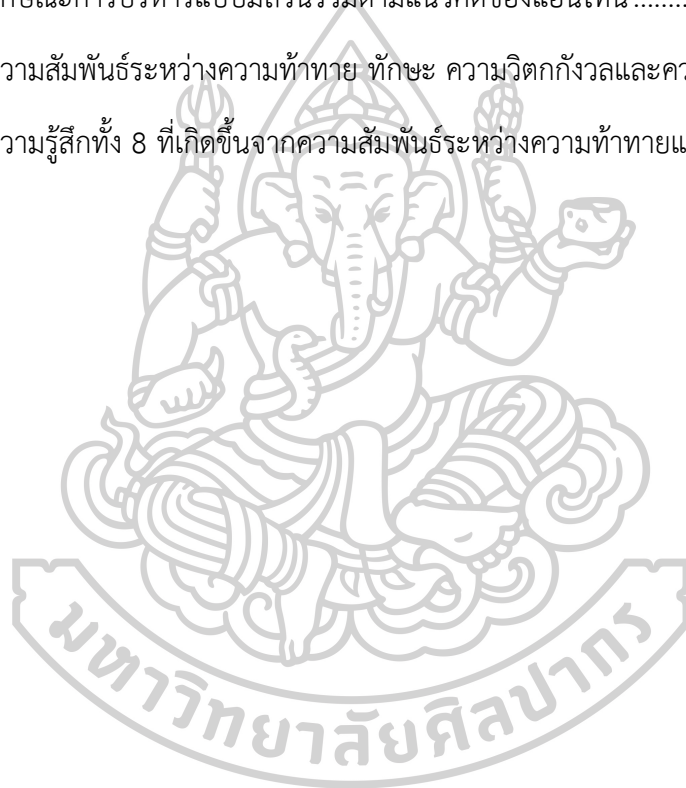 วามสัมพันธ์ระหว่างความท้าทาย ทักษะ ความวิตกกังวลและคว
วามรู้สึกทั้ง 8 ที่เกิดขึ้นจากความสัมพันธ์ระหว่างความท้าทายแ
มหาวิทยาลัยศิลปากร